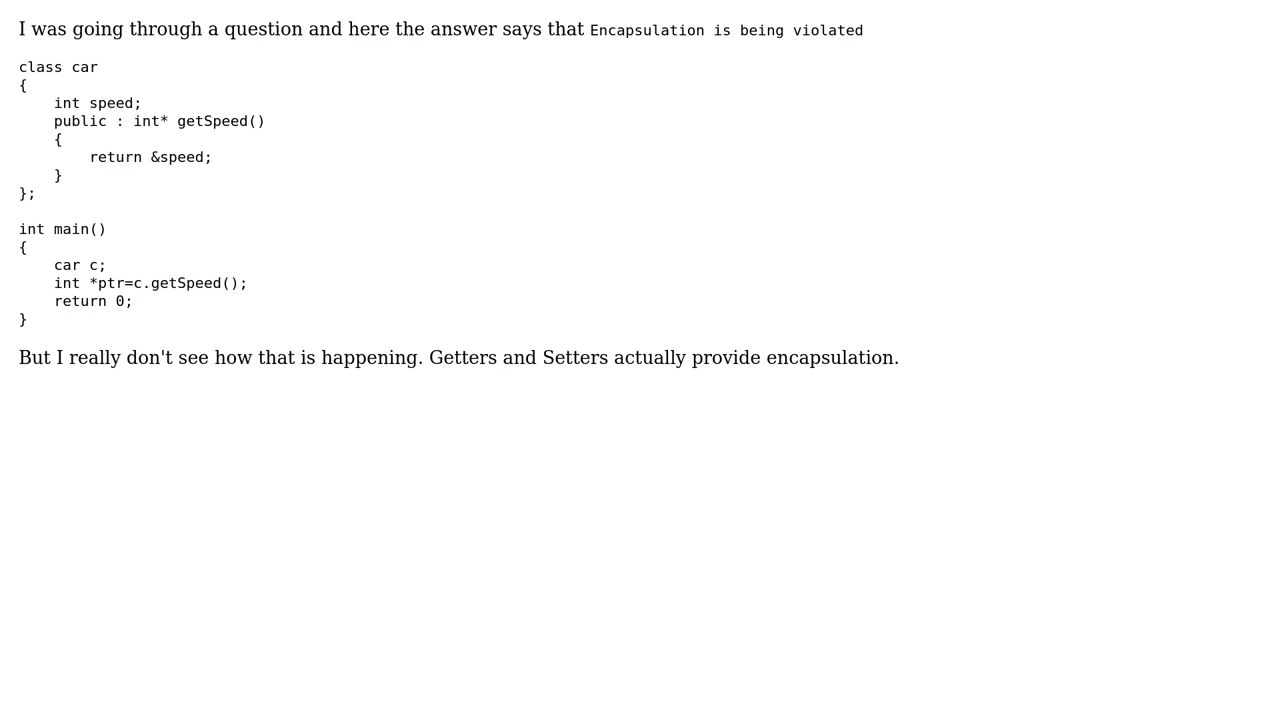 I was going through a question and here the answer says that Encapsulation is being violated
class car
{
    int speed;
    public : int* getSpeed()
    {
        return &speed;
    }
};

int main()
{
    car c;
    int *ptr=c.getSpeed();
    return 0;
}
But I really don't see how that is happening. Getters and Setters actually provide encapsulation.